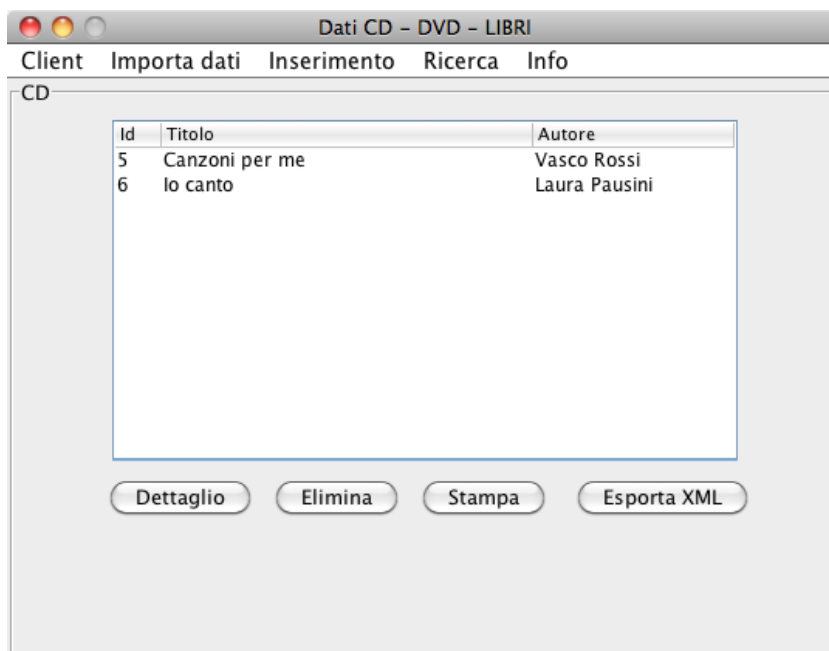 Dati CD – DVD – LIBRI
Client Importa dati Inserimento Ricerca Info
CD
Id Titolo Autore
5 Canzoni per me Vasco Rossi
6 Io canto Laura Pausini
Dettaglio Elimina Stampa Esporta XML